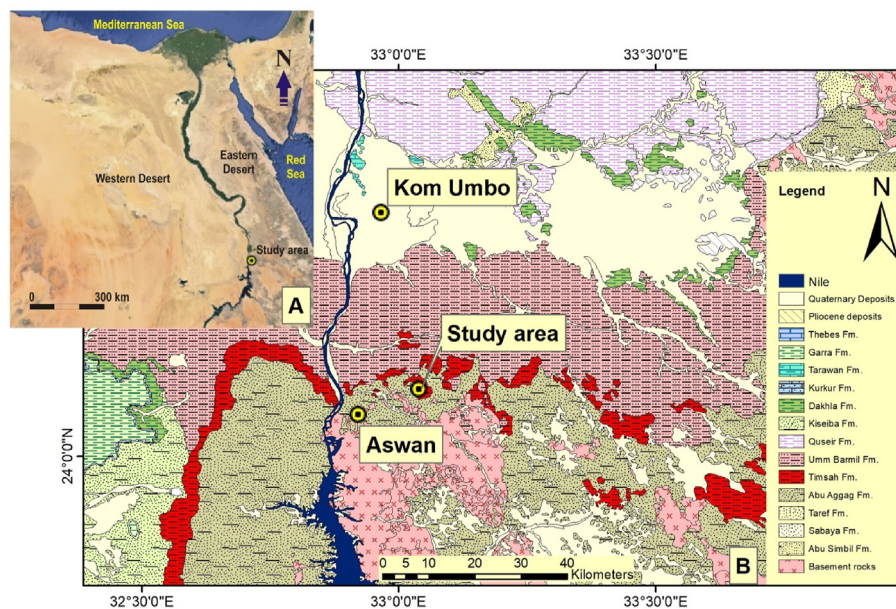 Mediterranean Sea
N
Western Desert
Eastern
Desert
Red
Sea
Study area
0 300 km
A
33°0'0"E 33°30'0"E
Kom Umbo
Study area
Aswan
24°0'0"N
0 5 10 20 30 40
Kilometers
B
32°30'0"E 33°0'0"E 33°30'0"E
Legend
N
Nile
Quaternary Deposits
Pliocene deposits
Thebes Fm.
Garra Fm.
Tarawan Fm.
Kurkur Fm.
Dakhla Fm.
Kiseiba Fm.
Quseir Fm.
Umm Barmil Fm.
Timsah Fm.
Abu Aggag Fm.
Taref Fm.
Sabaya Fm.
Abu Simbil Fm.
Basement rocks